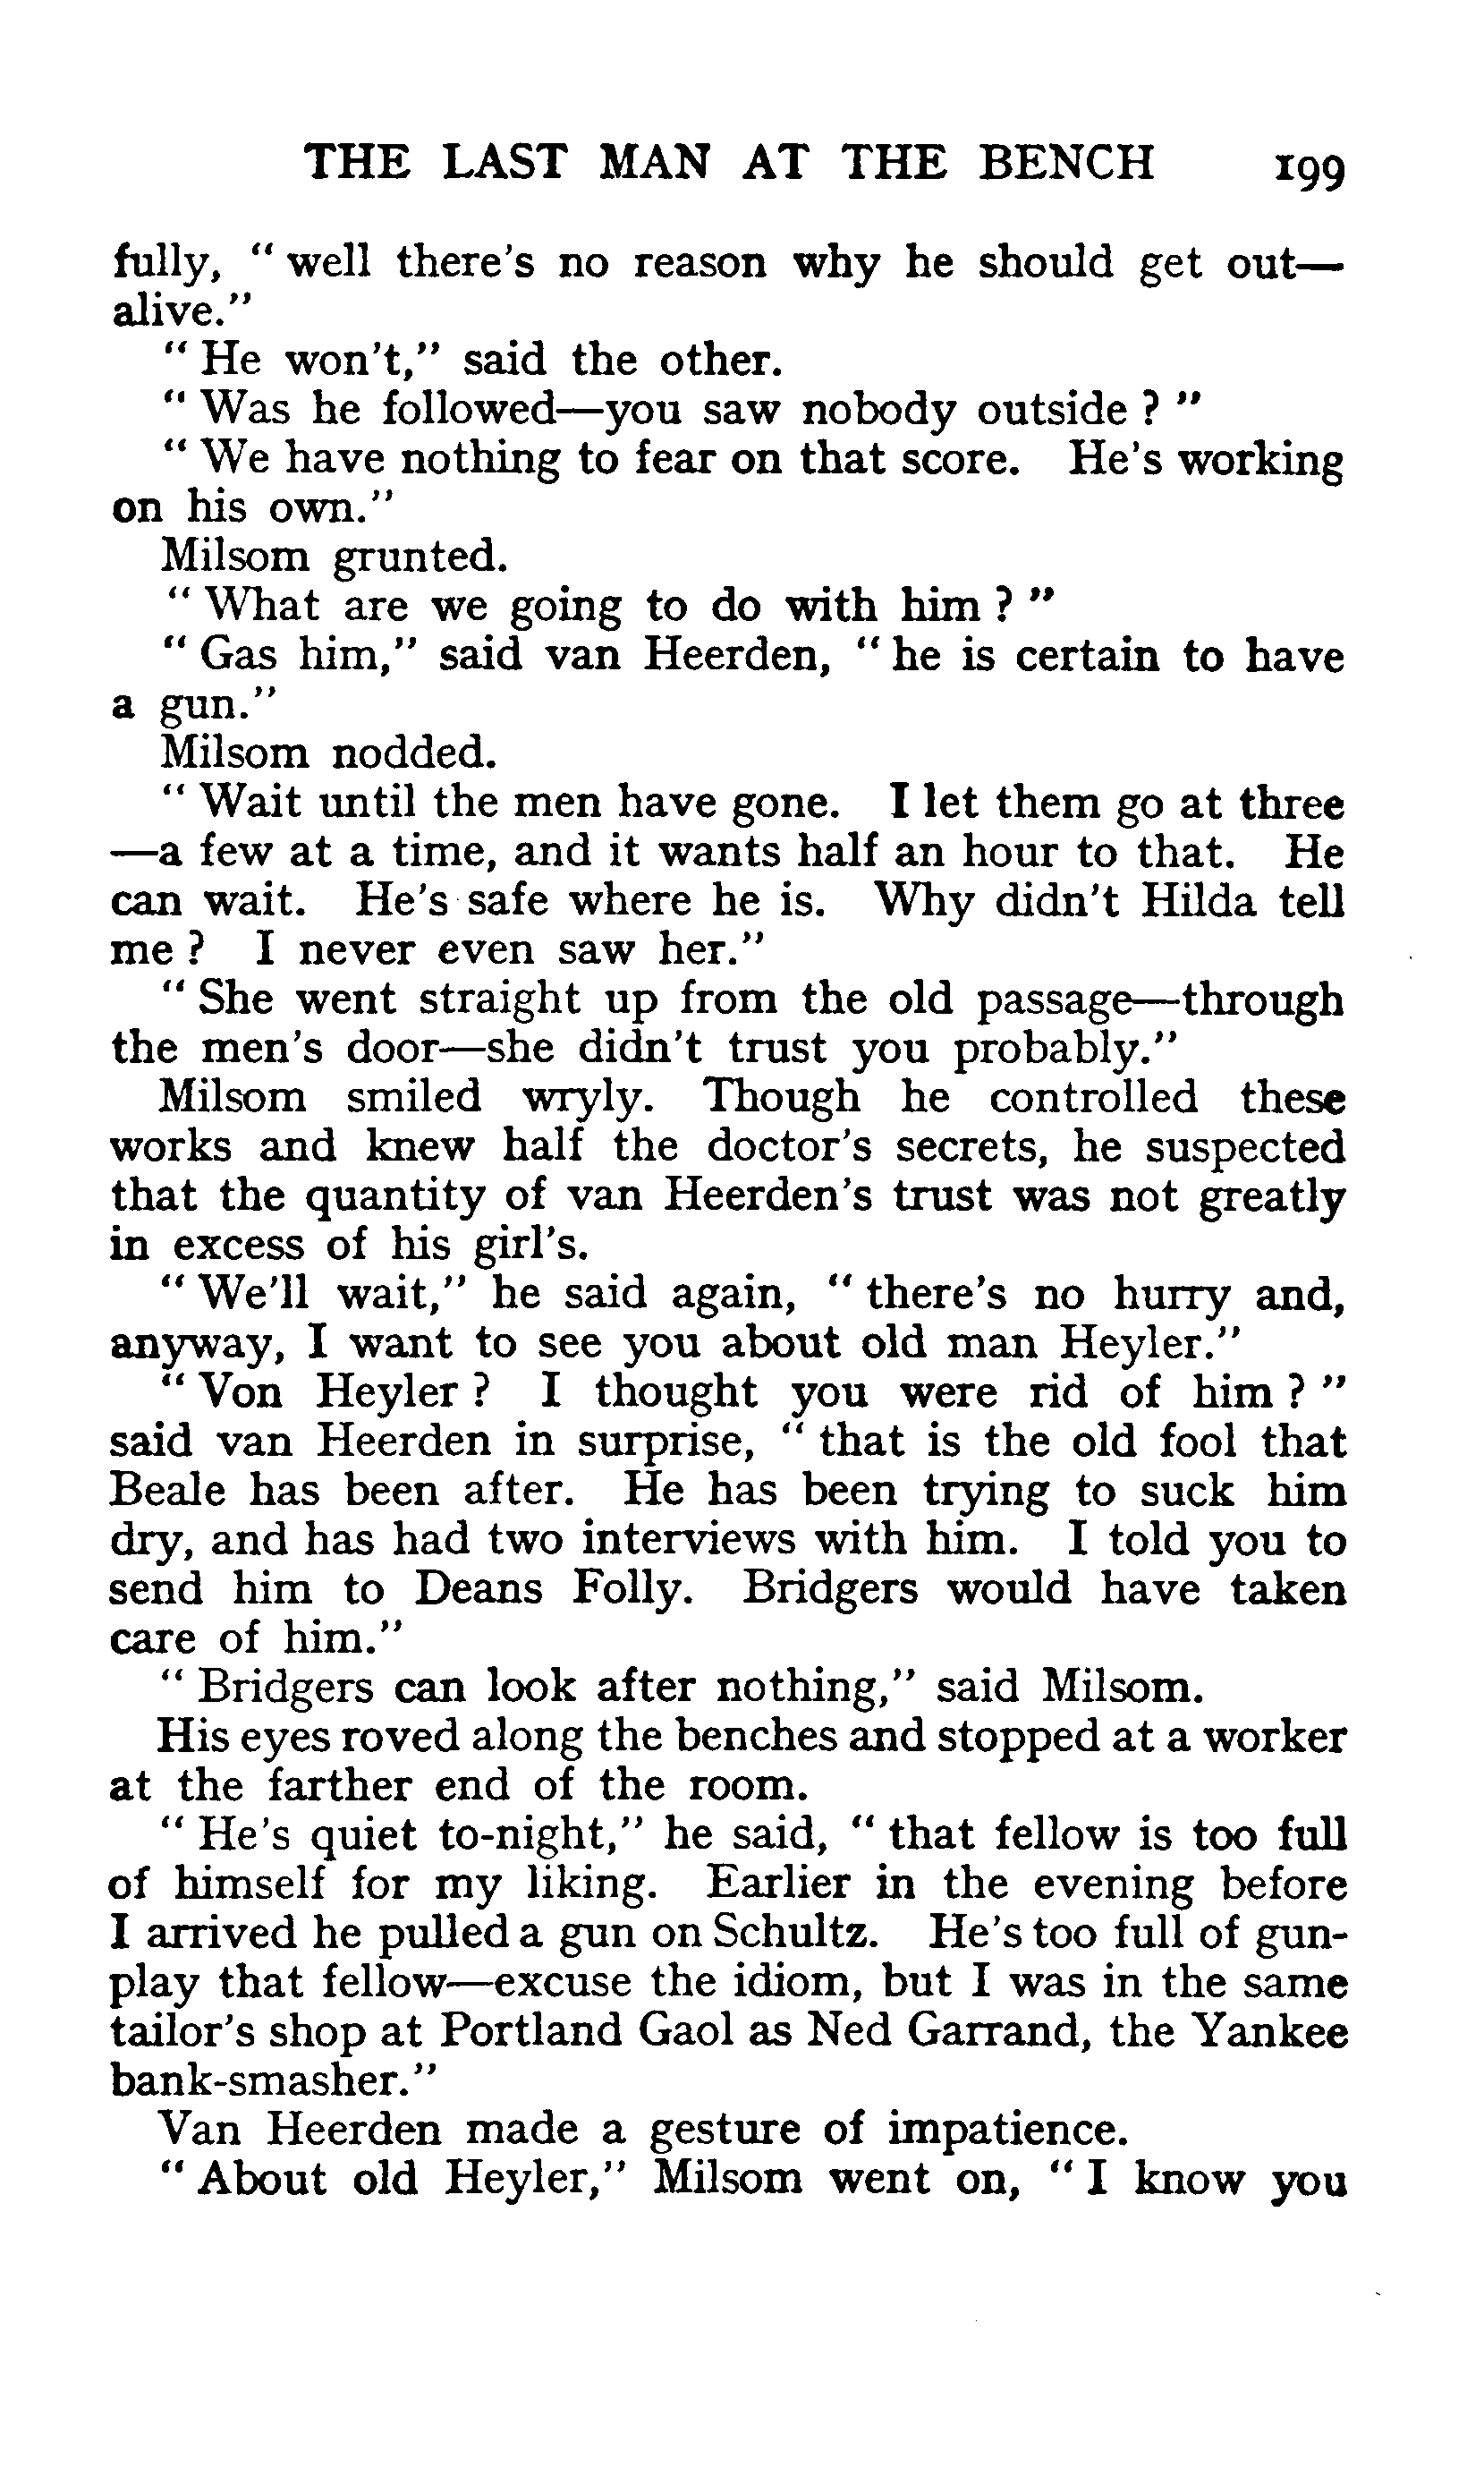 THE LAST MAN AT THE BENCH 199
fully, “ well there's no reason why he should get out—
alive.”
“ He won't,” said the other.
“ Was he followed—you saw nobody outside ? ”
“ We have nothing to fear on that score. He's working
on his own.”
Milsom grunted.
“ What are we going to do with him ? ”
“ Gas him,” said van Heerden, “ he is certain to have
a gun.”
Milsom nodded.
“ Wait until the men have gone. I let them go at three
—a few at a time, and it wants half an hour to that. He
can wait. He's safe where he is. Why didn't Hilda tell
me ? I never even saw her.”
“ She went straight up from the old passage—through
the men's door—she didn't trust you probably.”
Milsom smiled wryly. Though he controlled these
works and knew half the doctor's secrets, he suspected
that the quantity of van Heerden's trust was not greatly
in excess of his girl's.
“ We'll wait,” he said again, “ there's no hurry and,
anyway, I want to see you about old man Heyler.”
“ Von Heyler ? I thought you were rid of him ? ”
said van Heerden in surprise, “ that is the old fool that
Beale has been after. He has been trying to suck him
dry, and has had two interviews with him. I told you to
send him to Deans Folly. Bridgers would have taken
care of him.”
“ Bridgers can look after nothing,” said Milsom.
His eyes roved along the benches and stopped at a worker
at the farther end of the room.
“ He's quiet to-night,” he said, “ that fellow is too full
of himself for my liking. Earlier in the evening before
I arrived he pulled a gun on Schultz. He's too full of gun-
play that fellow—excuse the idiom, but I was in the same
tailor's shop at Portland Gaol as Ned Garrand, the Yankee
bank-smasher.”
Van Heerden made a gesture of impatience.
“ About old Heyler,” Milsom went on, “ I know you